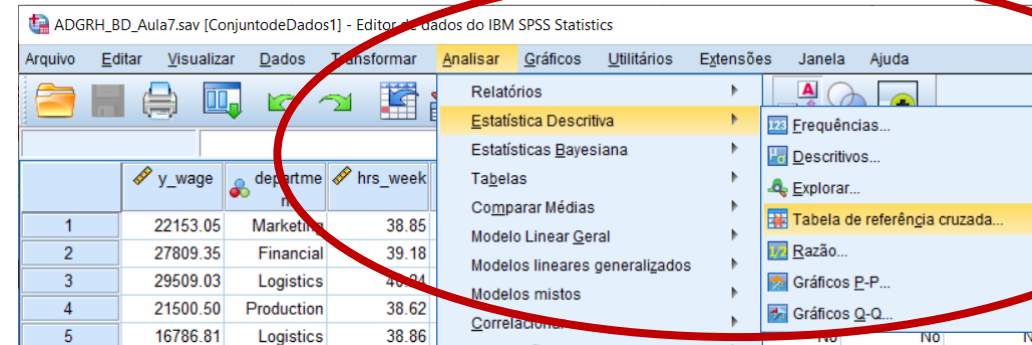 ADGRH_BD_Aula7.sav [ConjuntodeDados1] - Editor de dados do IBM SPSS Statistics
Arquivo Editar Visualizar Dados Transformar Analisar Gráficos Utilitários Extensões Janela Ajuda
Relatórios
Estatística Descritiva
Estatísticas Bayesiana
Tabelas
Comparar Médias
Modelo Linear Geral
Modelos lineares generalizados
Modelos mistos
Correlacionar
123 Frequências...
Descritivos...
Explorar...
Tabela de referência cruzada...
1/2 Razão...
Gráficos P-P...
Gráficos Q-Q...
y_wage departme hrs_week
n
1 22153.05 Marketing 38.85
2 27809.35 Financial 39.18
3 29509.03 Logistics
4 21500.50 Production 38.62
5 16786.81 Logistics 38.86 No No